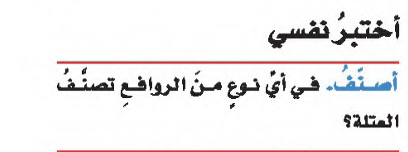 أختبرُ نفسي
أصنِّفُ. في أيِّ نوعٍ منَ الروافعِ تصنَّفُ
العتلة؟